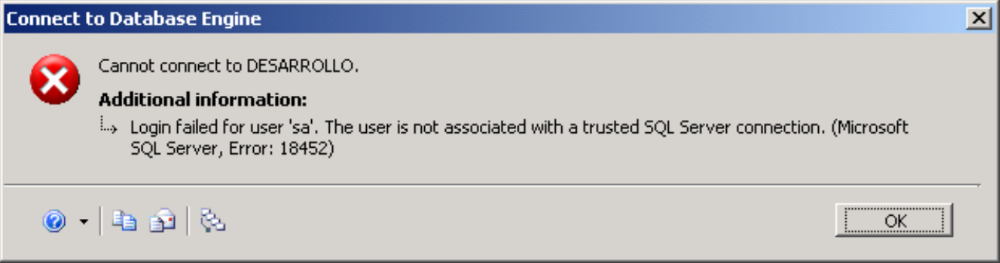 Connect to Database Engine
Cannot connect to DESARROLLO.
Additional information:
Login failed for user 'sa'. The user is not associated with a trusted SQL Server connection. (Microsoft
SQL Server, Error: 18452)
OK